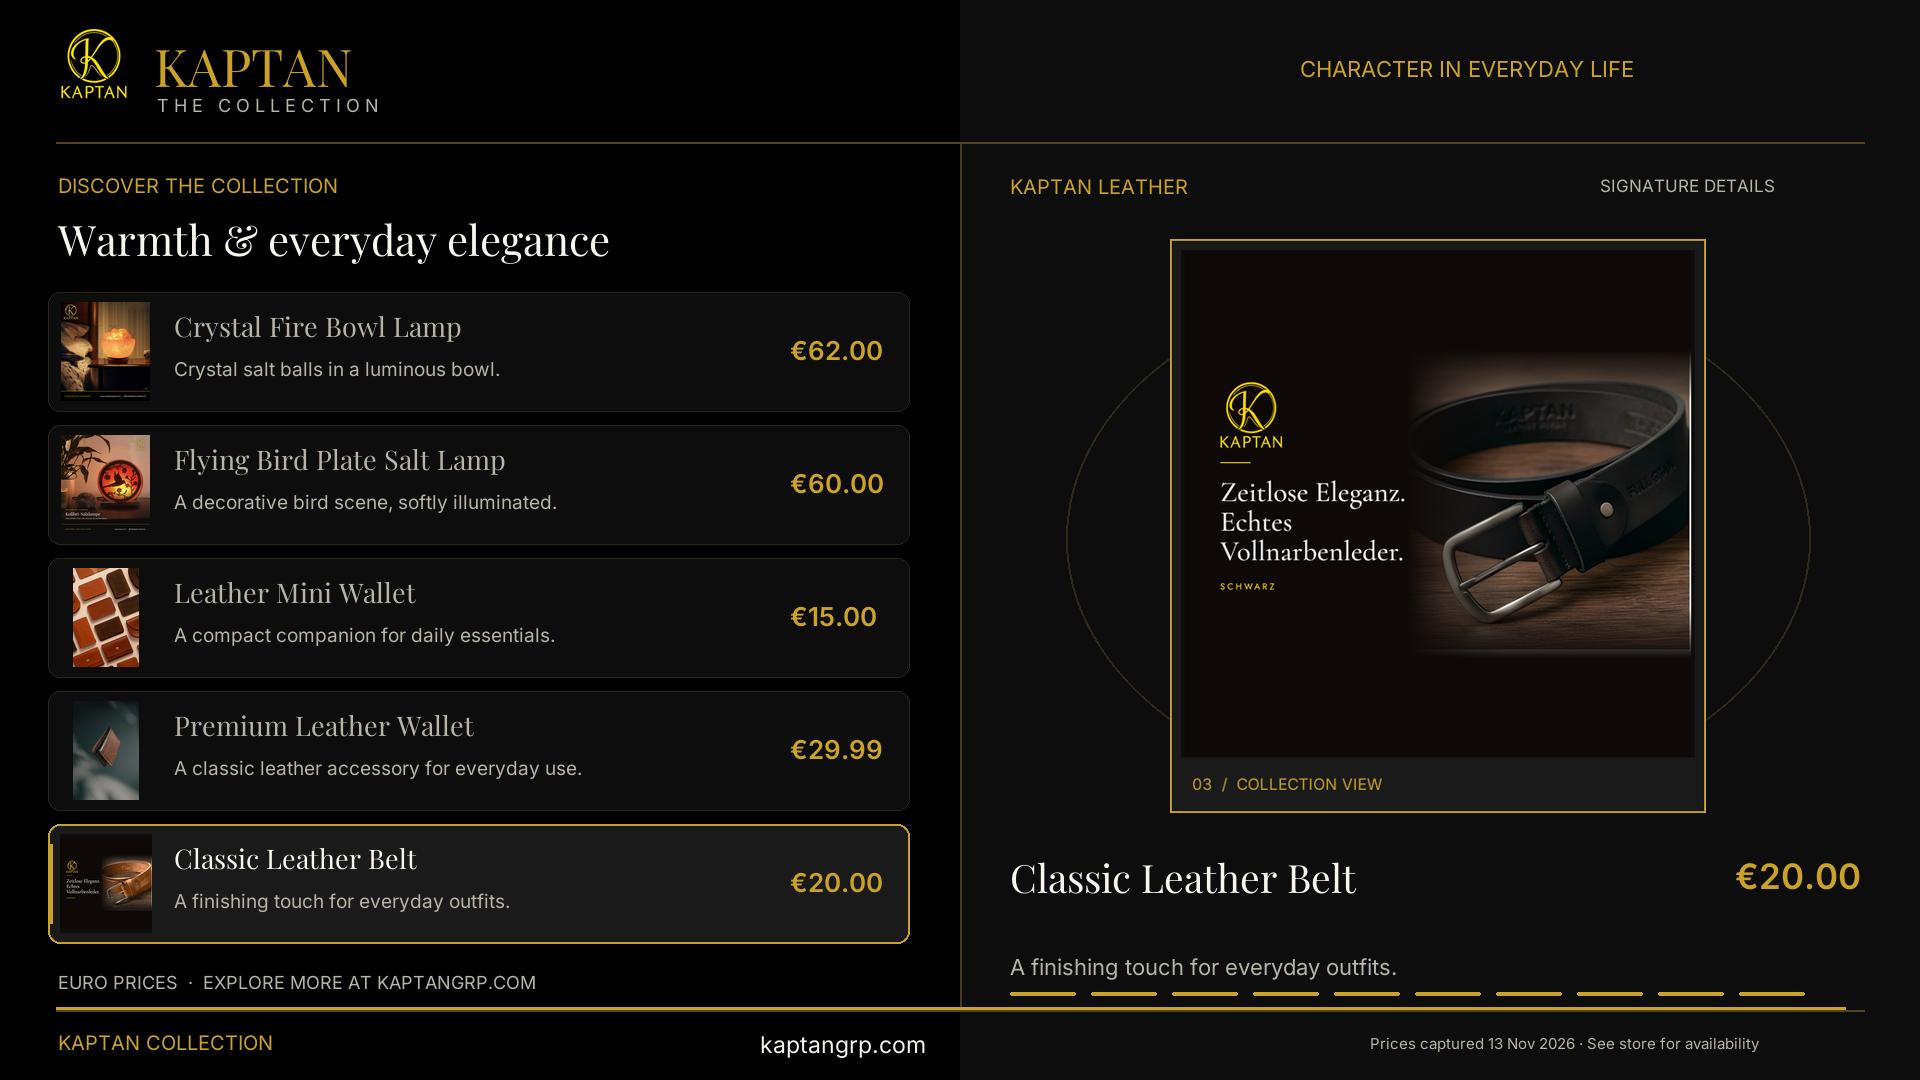 KAPTAN
KAPTAN
THE COLLECTION
CHARACTER IN EVERYDAY LIFE
DISCOVER THE COLLECTION
Warmth & everyday elegance
Crystal Fire Bowl Lamp
Crystal salt balls in a luminous bowl.
€62.00
Flying Bird Plate Salt Lamp
A decorative bird scene, softly illuminated.
€60.00
Leather Mini Wallet
A compact companion for daily essentials.
€15.00
Premium Leather Wallet
A classic leather accessory for everyday use.
€29.99
Zeitlose Eleganz.
Echtes
Vollnarbenleder.
Classic Leather Belt
A finishing touch for everyday outfits.
€20.00
EURO PRICES · EXPLORE MORE AT KAPTANGRP.COM
KAPTAN LEATHER
SIGNATURE DETAILS
KAPTAN
Zeitlose Eleganz.
Echtes
Vollnarbenleder.
SCHWARZ
KAPTAN
03 / COLLECTION VIEW
Classic Leather Belt
€20.00
A finishing touch for everyday outfits.
KAPTAN COLLECTION
kaptangrp.com
Prices captured 13 Nov 2026 · See store for availability